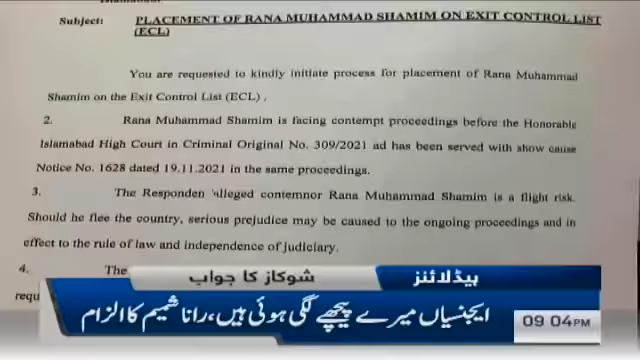 Subject: PLACEMENT OF RANA MUHAMMAD SHAMIM ON EXIT CONTROL LIST
(ECL)
You are requested to kindly initiate process for placement of Rana Muhammad
Shamim on the Exit Control List (ECL) .
2. Rana Muhammad Shamim is facing contempt proceedings before the Honorable
Islamabad High Court in Criminal Original No. 309/2021 ad has been served with show cause
Notice No. 1628 dated 19.11.2021 in the same proceedings.
3. The Responden alleged contemnor Rana Muhammad Shamim is a flight risk.
Should he flee the country, serious prejudice may be caused to the ongoing proceedings and in
effect to the rule of law and independence of judiciary.
4. The
requ
ہیڈلائنز
شوکاز کا جواب
ایجنسیاں میرے پیچھے لگی ہوئی ہیں، رانا شمیم کا الزام
09 04PM